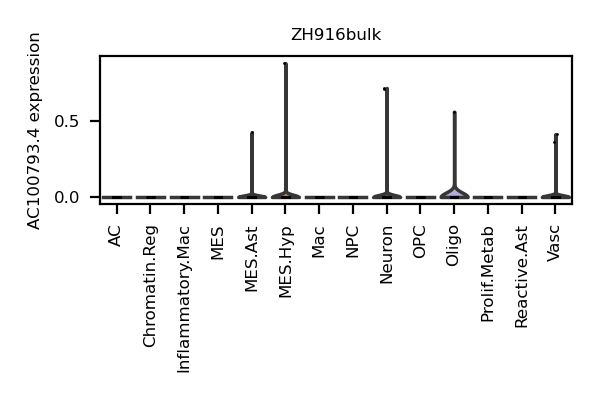 ZH916bulk
AC100793.4 expression
0.5
0.0
AC
Chromatin.Reg
Inflammatory.Mac
MES
MES.Ast
MES.Hyp
Mac
NPC
Neuron
OPC
Oligo
Prolif.Metab
Reactive.Ast
Vasc